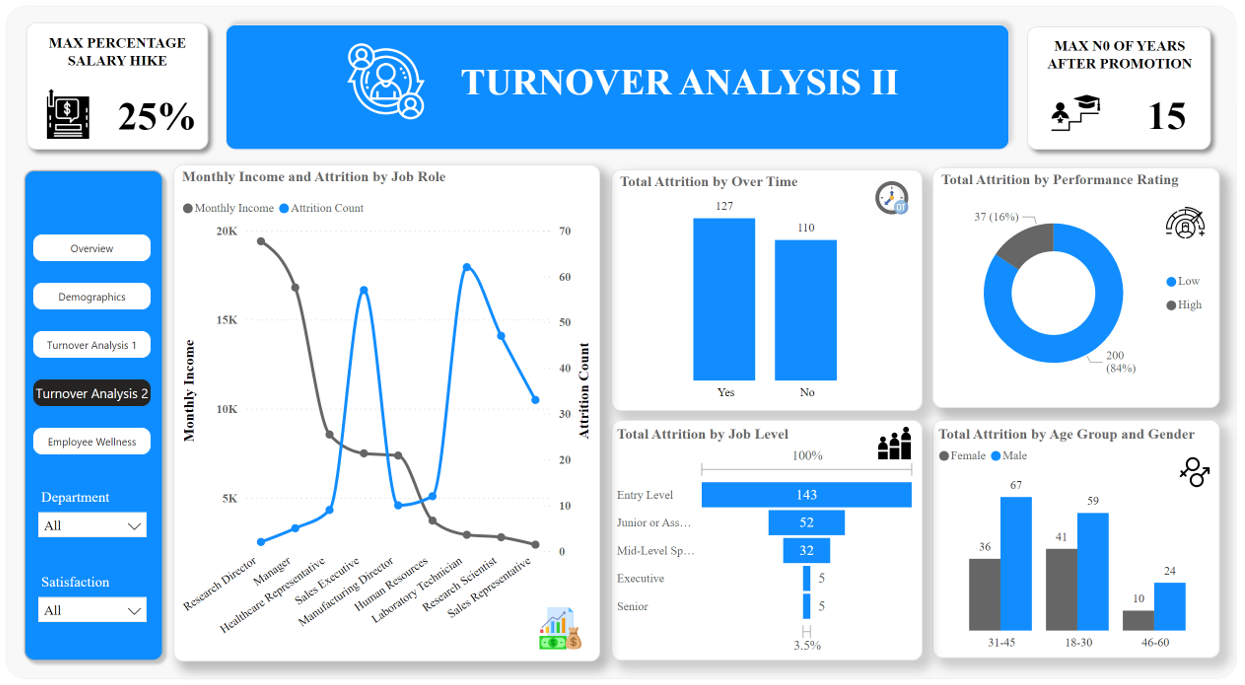 MAX PERCENTAGE
SALARY HIKE
25%
TURNOVER ANALYSIS II
MAX N0 OF YEARS
AFTER PROMOTION
15
Overview
Demographics
Turnover Analysis 1
Turnover Analysis 2
Employee Wellness
Department
All
Satisfaction
All
Monthly Income and Attrition by Job Role
Monthly Income Attrition Count
20K
15K
10K
5K
Monthly Income
70
60
50
40
30
20
10
0
Attrition Count
Research Director
Manager
Healthcare Representative
Sales Executive
Manufacturing Director
Human Resources
Laboratory Technician
Research Scientist
Sales Representative
Total Attrition by Over Time
OT
127
110
Yes
No
Total Attrition by Performance Rating
37 (16%)
200
(84%)
Low
High
Total Attrition by Job Level
100%
Entry Level 143
Junior or Ass... 52
Mid-Level Sp... 32
Executive 5
Senior 5
3.5%
Total Attrition by Age Group and Gender
Female Male
36
67
41
59
10
24
31-45
18-30
46-60